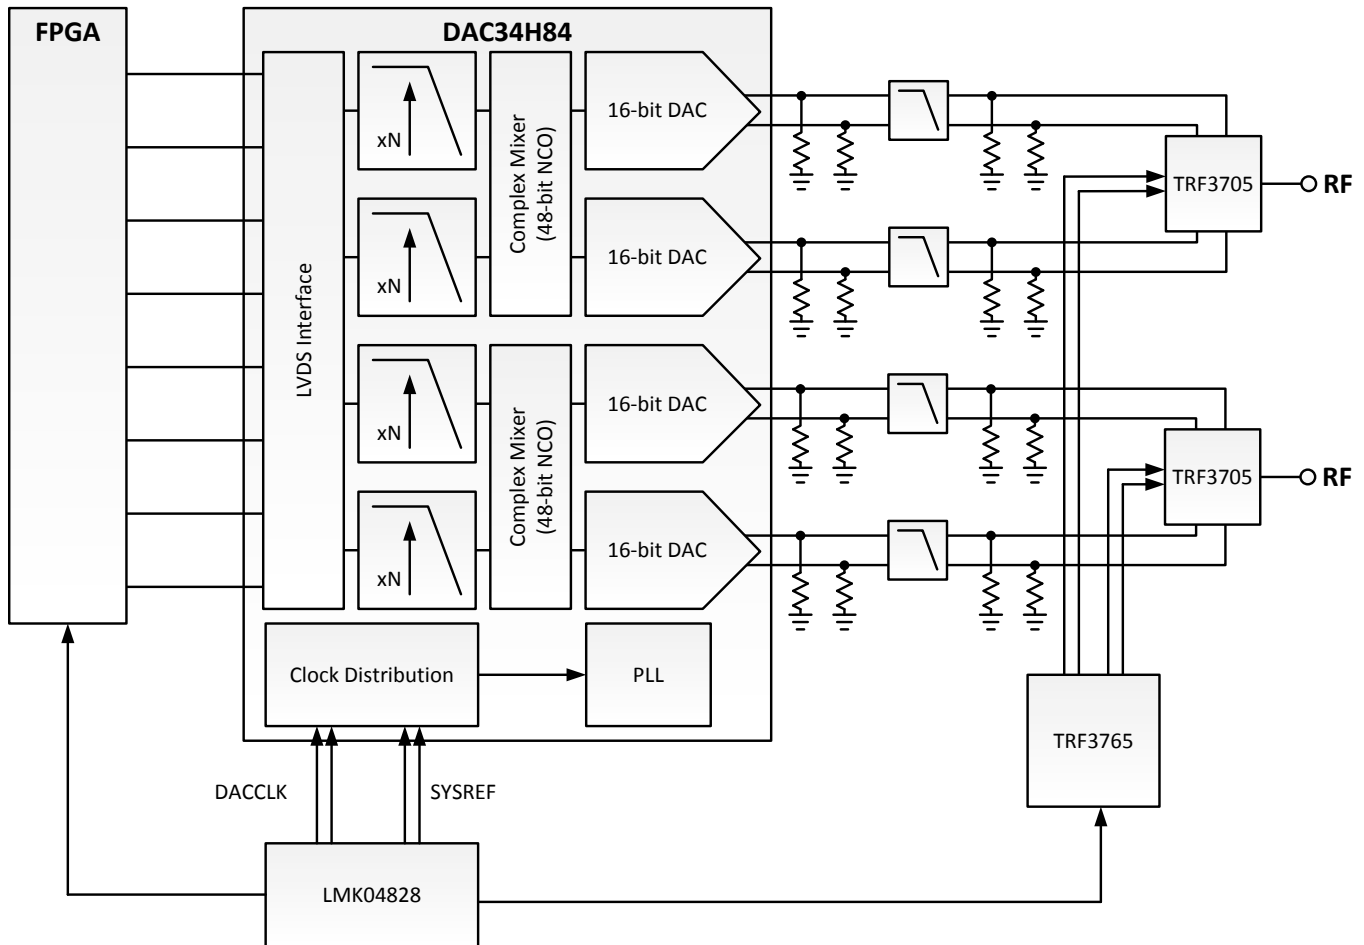 FPGA
DAC34H84
LVDS Interface
xN
Complex Mixer
(48-bit NCO)
16-bit DAC
xN
16-bit DAC
TRF3705
RF
xN
Complex Mixer
(48-bit NCO)
16-bit DAC
xN
16-bit DAC
TRF3705
RF
Clock Distribution
PLL
TRF3765
DACCLK
SYSREF
LMK04828